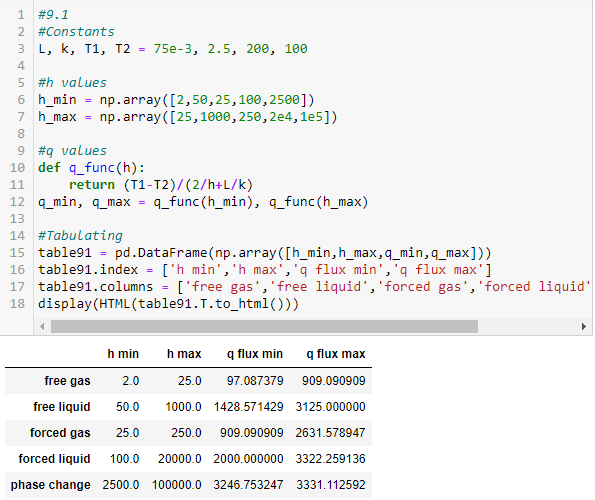 1 #9.1
2 #Constants
3 L, k, T1, T2 = 75e-3, 2.5, 200, 100
4
5 #h values
6 h_min = np.array([2,50,25,100,2500])
7 h_max = np.array([25,1000,250,2e4,1e5])
8
9 #q values
10 def q_func(h):
11     return (T1-T2)/(2/h+L/k)
12 q_min, q_max = q_func(h_min), q_func(h_max)
13
14 #Tabulating
15 table91 = pd.DataFrame(np.array([h_min,h_max,q_min,q_max]))
16 table91.index = ['h min','h max','q flux min','q flux max']
17 table91.columns = ['free gas','free liquid','forced gas','forced liquid'
18 display(HTML(table91.T.to_html()))
h min h max q flux min q flux max
free gas 2.0 25.0 97.087379 909.090909
free liquid 50.0 1000.0 1428.571429 3125.000000
forced gas 25.0 250.0 909.090909 2631.578947
forced liquid 100.0 20000.0 2000.000000 3322.259136
phase change 2500.0 100000.0 3246.753247 3331.112592